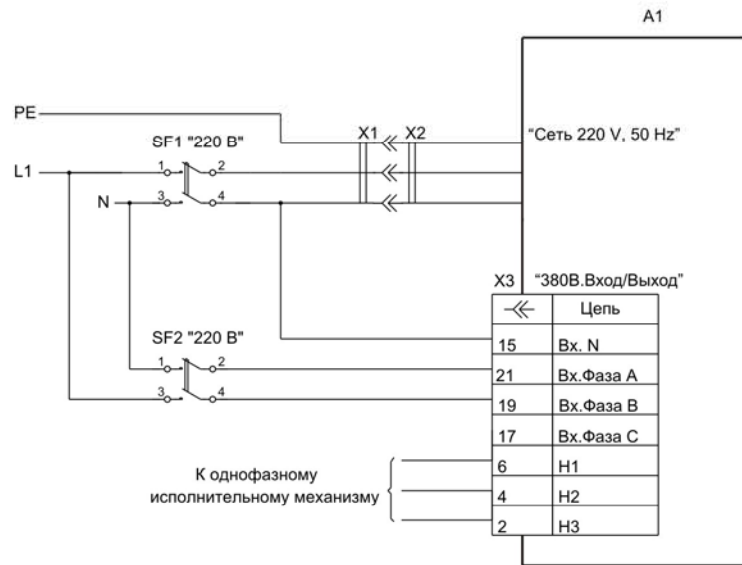 A1
PE
SF1 "220 В"
X1
X2
"Сеть 220 V, 50 Hz"
1
2
L1
N
3
4
X3
"380В.Вход/Выход"
Цепь
SF2 "220 В"
15
Вх. N
1
2
21
Вх.Фаза А
3
4
19
Вх.Фаза В
17
Вх.Фаза С
К однофазному
исполнительному механизму
6
Н1
4
Н2
2
Н3